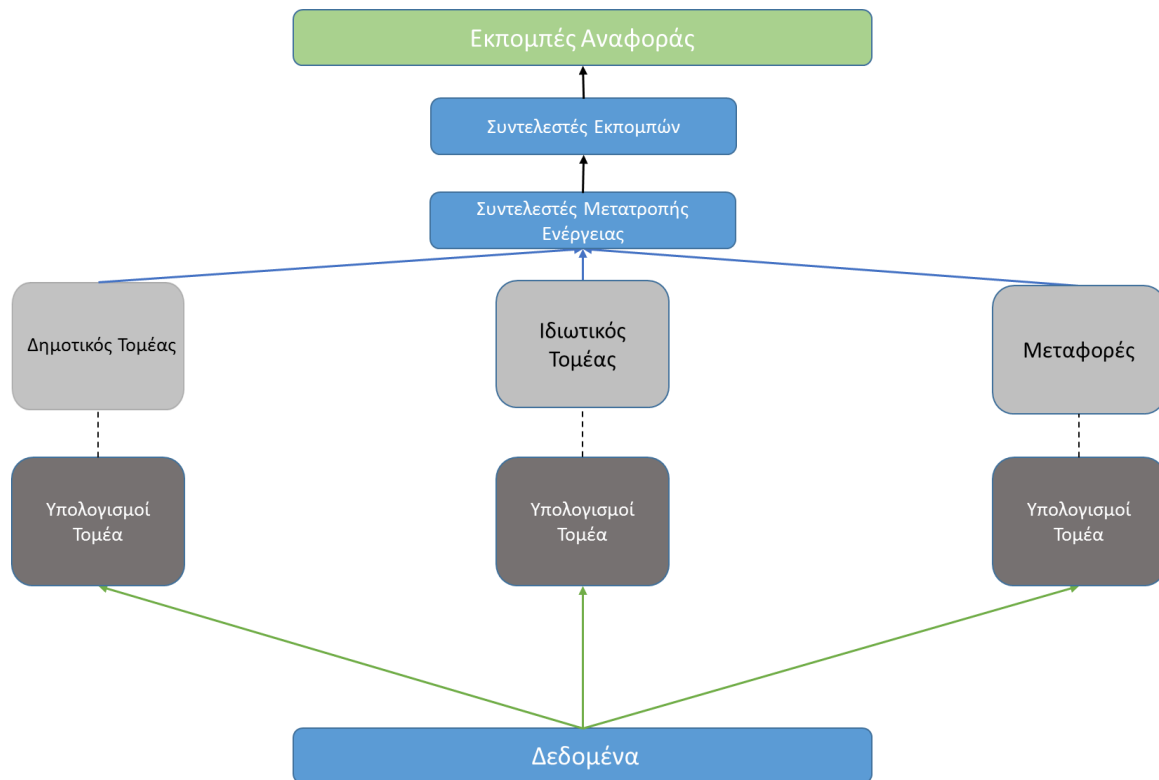 Εκπομπές Αναφοράς
Συντελεστές Εκπομπών
Συντελεστές Μετατροπής
Ενέργειας
Δημοτικός Τομέας
Ιδιωτικός
Τομέας
Μεταφορές
Υπολογισμοί
Τομέα
Υπολογισμοί
Τομέα
Υπολογισμοί
Τομέα
Δεδομένα